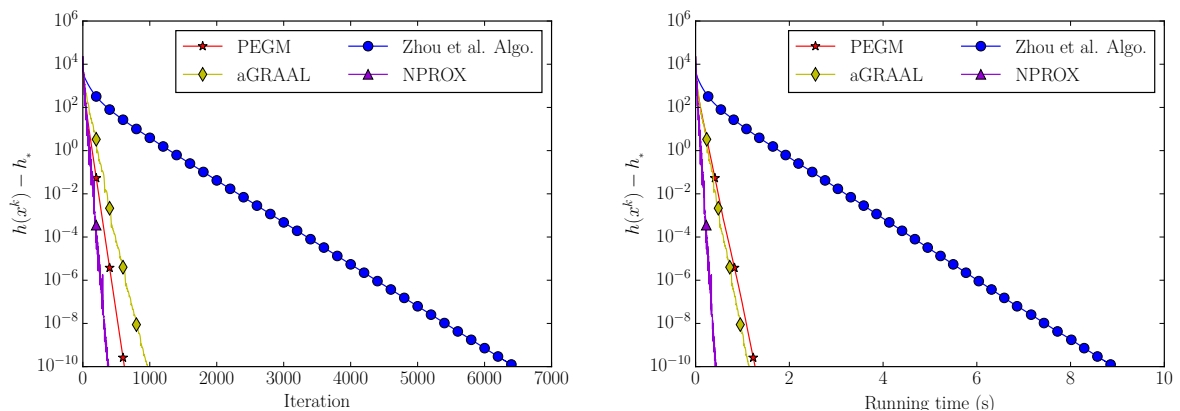 10^6
10^4
10^2
10^0
10^−2
10^−4
10^−6
10^−8
10^−10
h(x^k) − h_*
PEGM
Zhou et al. Algo.
aGRAAL
NPROX
0 1000 2000 3000 4000 5000 6000 7000
Iteration
10^6
10^4
10^2
10^0
10^−2
10^−4
10^−6
10^−8
10^−10
h(x^k) − h_*
PEGM
Zhou et al. Algo.
aGRAAL
NPROX
0 2 4 6 8 10
Running time (s)